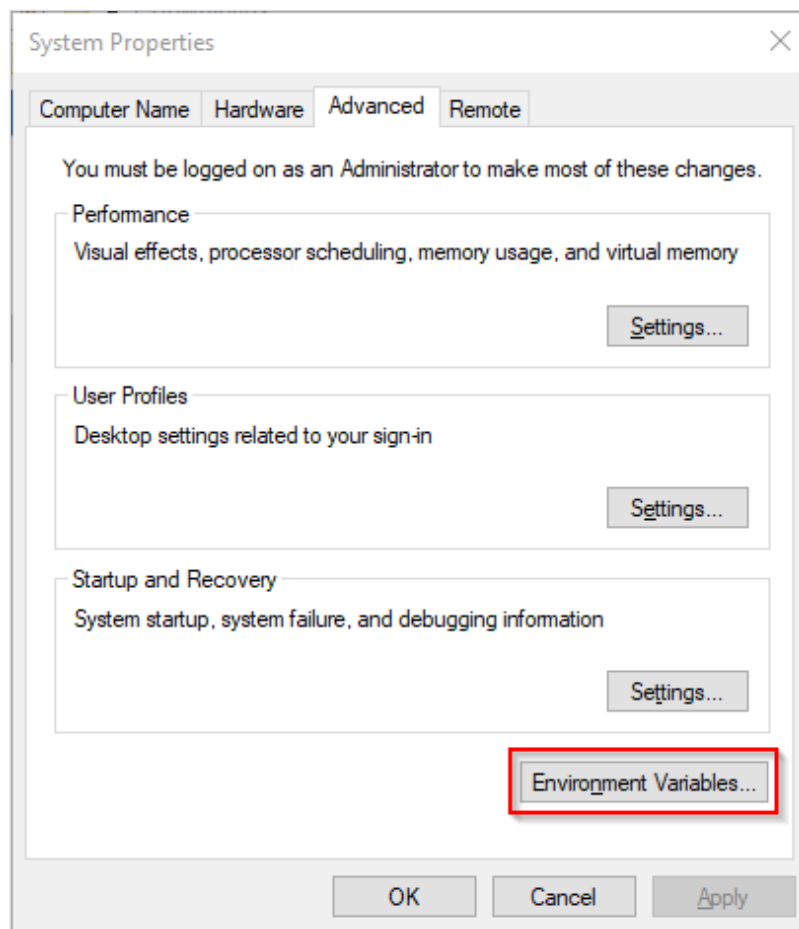 System Properties
Computer Name Hardware Advanced Remote
You must be logged on as an Administrator to make most of these changes.
Performance
Visual effects, processor scheduling, memory usage, and virtual memory
Settings...
User Profiles
Desktop settings related to your sign-in
Settings...
Startup and Recovery
System startup, system failure, and debugging information
Settings...
Environment Variables...
OK Cancel Apply